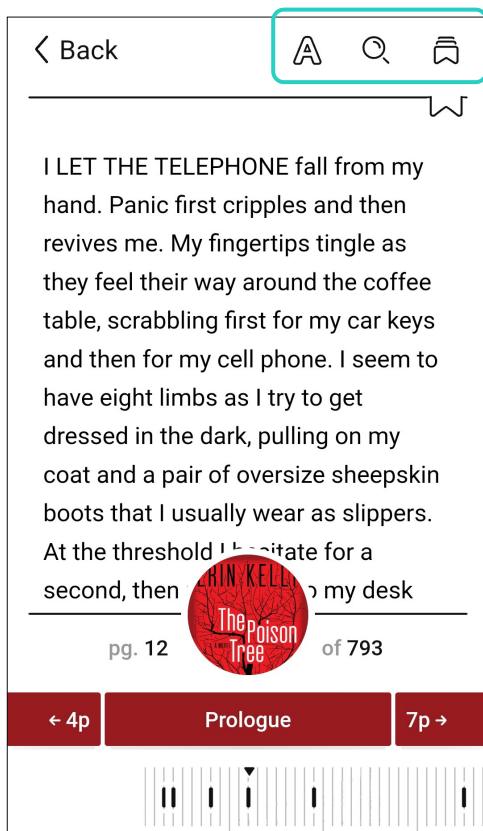 Back
A
I LET THE TELEPHONE fall from my
hand. Panic first cripples and then
revives me. My fingertips tingle as
they feel their way around the coffee
table, scrabbling first for my car keys
and then for my cell phone. I seem to
have eight limbs as I try to get
dressed in the dark, pulling on my
coat and a pair of oversize sheepskin
boots that I usually wear as slippers.
At the threshold I hesitate for a
second, then my desk
ERIN KELLY
The Poison
Tree
pg. 12
of 793
← 4p
Prologue
7p →